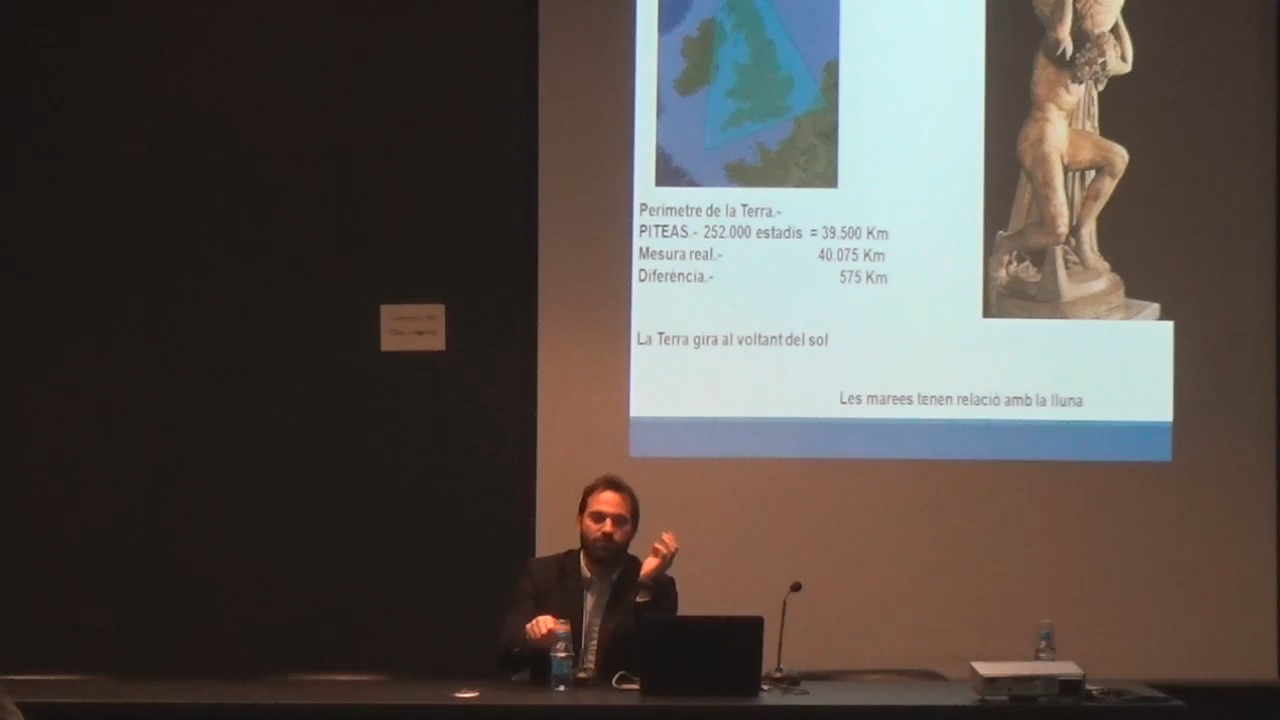 Perimetre de la Terra.-
PITEAS.- 252.000 estadis = 39.500 Km
Mesura real.- 40.075 Km
Diferència.- 575 Km
La Terra gira al voltant del sol
Les marees tenen relació amb la lluna